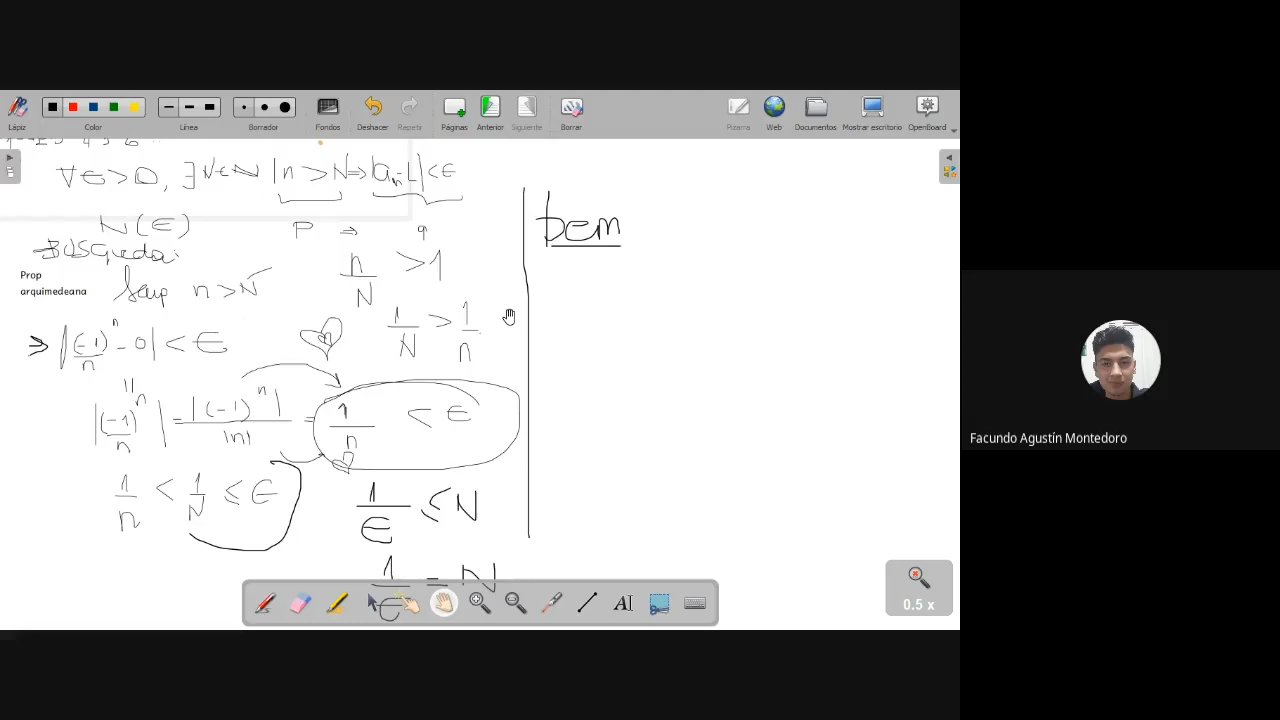 Lápiz Color Línea Borrador Fondos Deshacer Repetir Páginas Anterior Siguiente Borrar Pizarra Web Documentos Mostrar escritorio OpenBoard
∀ε>0, ∃N∈ℕ | n>N ⇒ |aₙ-L|<ε
N(ε) P ⇒ q
Búsqueda:
Prop
arquimedeana
n > N
n/N > 1
1/N > 1/n
⇒ |(-1)ⁿ/n - 0| < ε
|(-1)ⁿ/n| = |(-1)ⁿ|/|n| = 1/n < ε
1/n < 1/N ≤ ε
1/ε ≤ N
1/ε = N
Dem
Facundo Agustín Montedoro
0.5 x